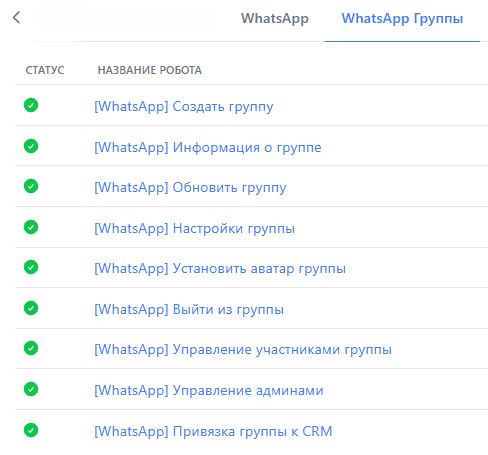 WhatsApp WhatsApp Группы
СТАТУС НАЗВАНИЕ РОБОТА
[WhatsApp] Создать группу
[WhatsApp] Информация о группе
[WhatsApp] Обновить группу
[WhatsApp] Настройки группы
[WhatsApp] Установить аватар группы
[WhatsApp] Выйти из группы
[WhatsApp] Управление участниками группы
[WhatsApp] Управление админами
[WhatsApp] Привязка группы к CRM